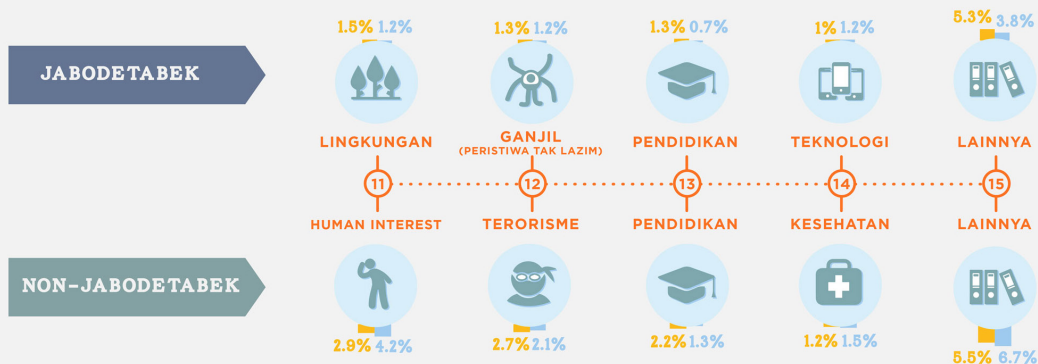 1.5% 1.2%
1.3% 1.2%
1.3% 0.7%
1% 1.2%
5.3% 3.8%
JABODETABEK
LINGKUNGAN
GANJIL
(PERISTIWA TAK LAZIM)
PENDIDIKAN
TEKNOLOGI
LAINNYA
11
12
13
14
15
HUMAN INTEREST
TERORISME
PENDIDIKAN
KESEHATAN
LAINNYA
NON-JABODETABEK
2.9% 4.2%
2.7% 2.1%
2.2% 1.3%
1.2% 1.5%
5.5% 6.7%